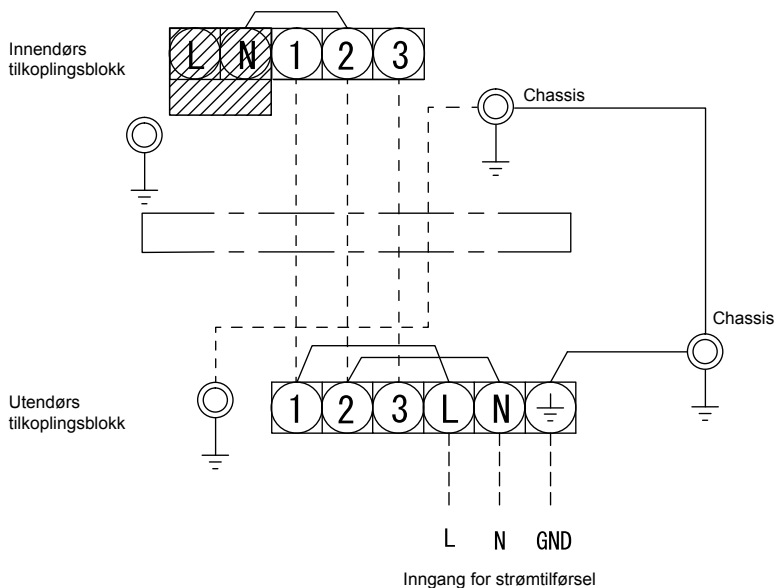 Innendørs
tilkoplingsblokk
L N 1 2 3
Chassis
Chassis
Utendørs
tilkoplingsblokk
1 2 3 L N
L N GND
Inngang for strømtilførsel